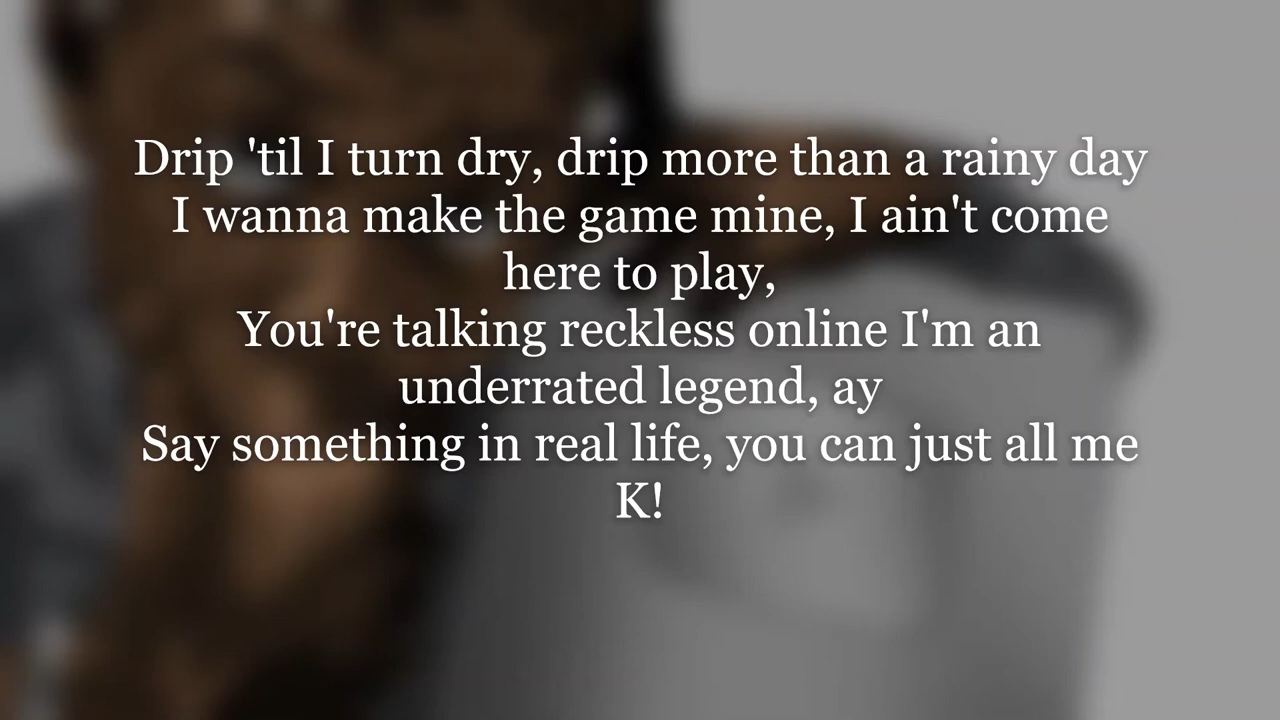 Drip 'til I turn dry, drip more than a rainy day
I wanna make the game mine, I ain't come
here to play,
You're talking reckless online I'm an
underrated legend, ay
Say something in real life, you can just all me
K!